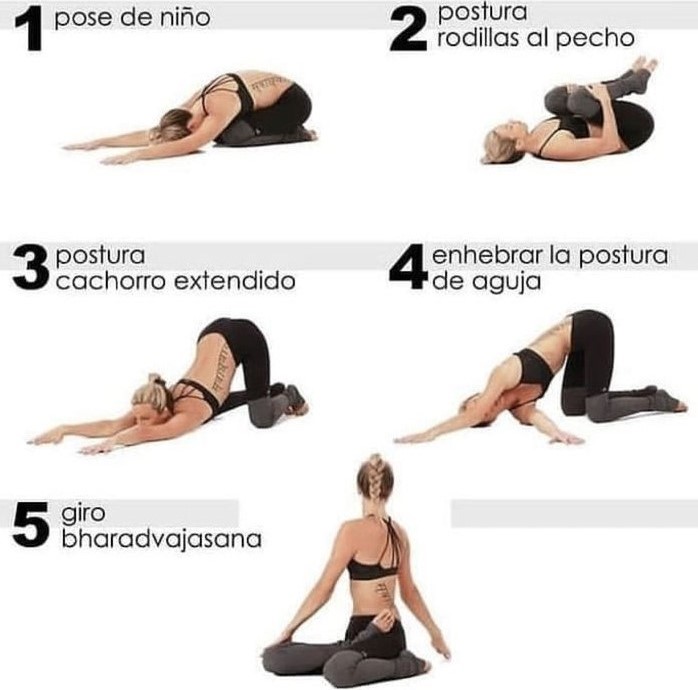 1 pose de niño
2 postura
rodillas al pecho
3 postura
cachorro extendido
4 enhebrar la postura
de aguja
5 giro
bharadvajasana